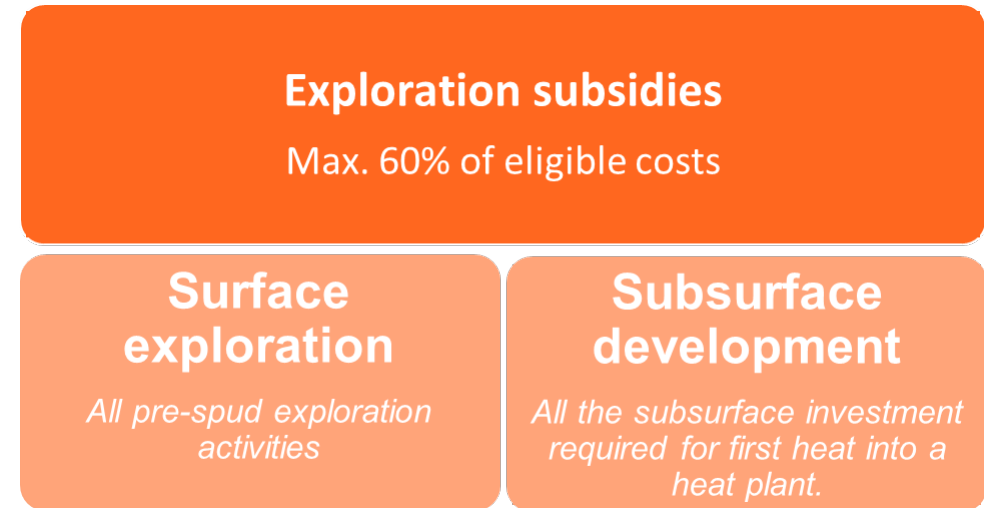 Exploration subsidies
Max. 60% of eligible costs
Surface
exploration
All pre-spud exploration
activities
Subsurface
development
All the subsurface investment
required for first heat into a
heat plant.